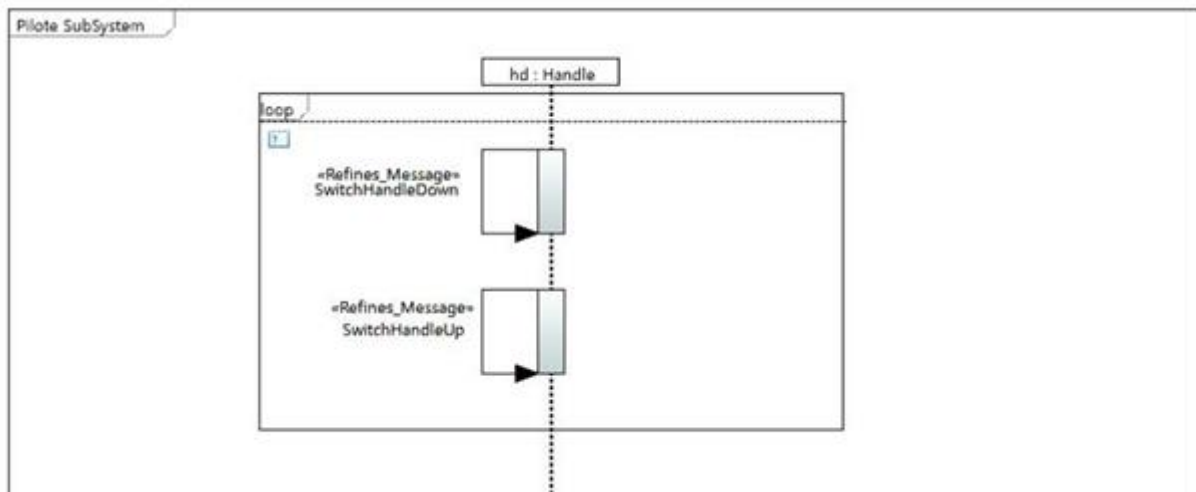 Pilote SubSystem
hd : Handle
loop
«Refines_Message»
SwitchHandleDown
«Refines_Message»
SwitchHandleUp